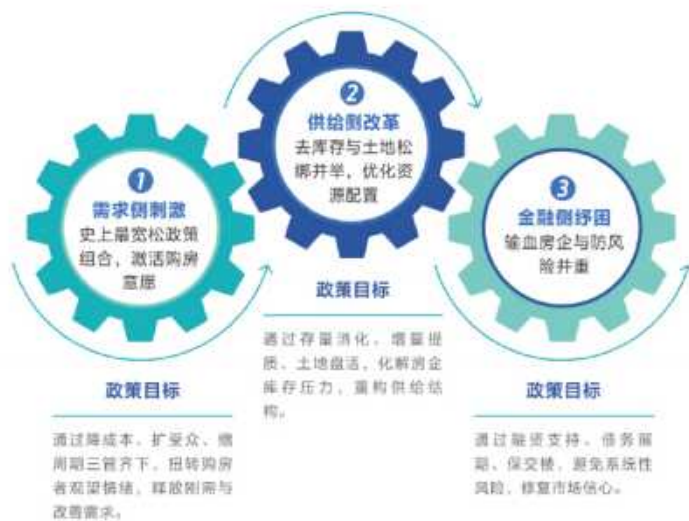 1
需求侧刺激
史上最宽松政策
组合，激活购房
意愿
政策目标
通过降成本、扩受众、缩
周期三管齐下，扭转购房
者观望情绪，释放刚需与
改善需求。
2
供给侧改革
去库存与土地松
绑并举，优化资
源配置
政策目标
通过存量消化、增量提
质、土地盘活，化解房企
库存压力，重构供给结
构。
3
金融侧纾困
输血房企与防风
险并重
政策目标
通过融资支持、债务展
期、保交楼，避免系统性
风险，修复市场信心。